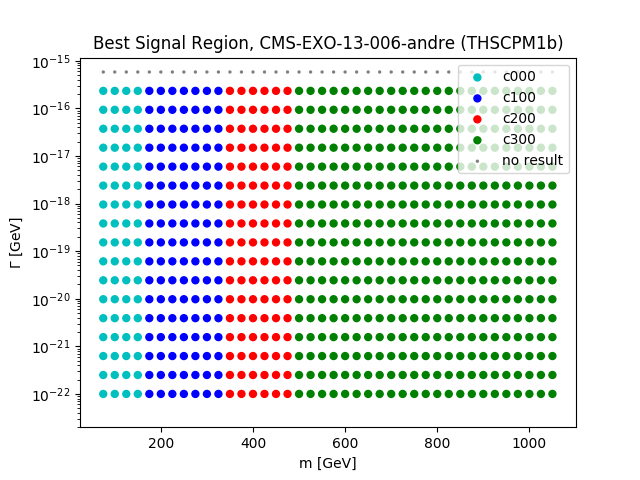 Best Signal Region, CMS-EXO-13-006-andre (THSCPM1b)
c000
c100
c200
c300
no result
10⁻¹⁵
10⁻¹⁶
10⁻¹⁷
10⁻¹⁸
10⁻¹⁹
10⁻²⁰
10⁻²¹
10⁻²²
Γ [GeV]
200 400 600 800 1000
m [GeV]